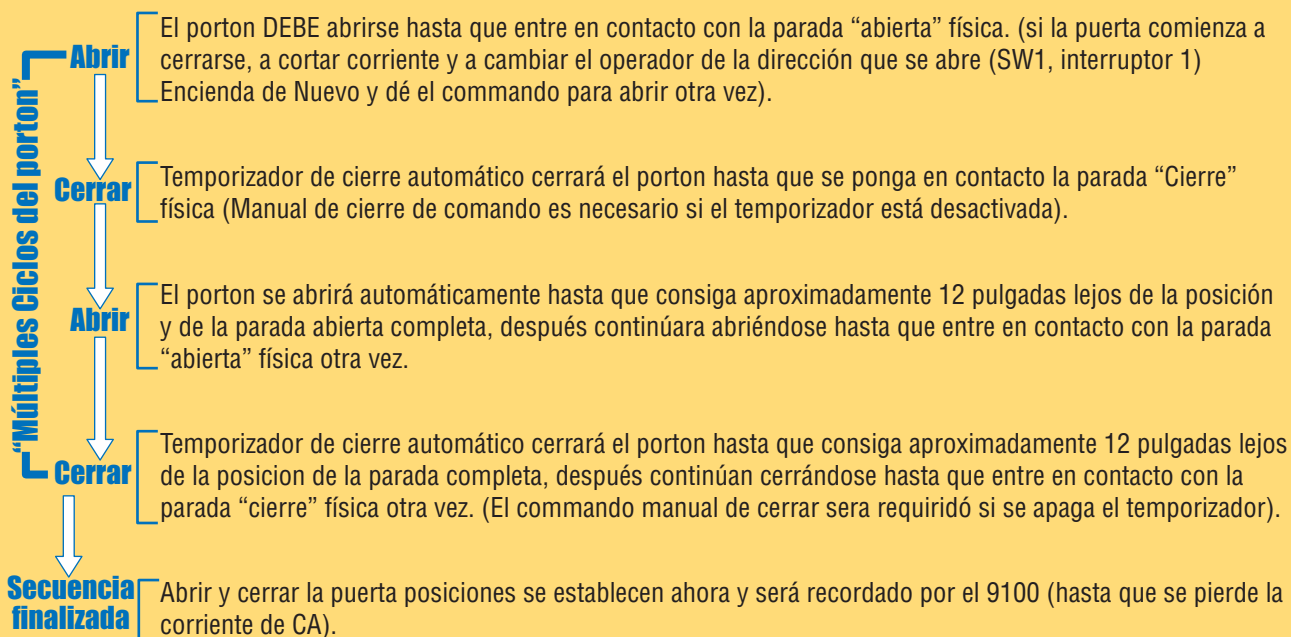 “Múltiples Ciclos del porton”
Abrir
El porton DEBE abrirse hasta que entre en contacto con la parada “abierta” física. (si la puerta comienza a
cerrarse, a cortar corriente y a cambiar el operador de la dirección que se abre (SW1, interruptor 1)
Encienda de Nuevo y dé el commando para abrir otra vez).
Cerrar
Temporizador de cierre automático cerrará el porton hasta que se ponga en contacto la parada “Cierre”
física (Manual de cierre de comando es necesario si el temporizador está desactivada).
Abrir
El porton se abrirá automáticamente hasta que consiga aproximadamente 12 pulgadas lejos de la posición
y de la parada abierta completa, después continúara abriéndose hasta que entre en contacto con la parada
“abierta” física otra vez.
Cerrar
Temporizador de cierre automático cerrará el porton hasta que consiga aproximadamente 12 pulgadas lejos
de la posicion de la parada completa, después continúan cerrándose hasta que entre en contacto con la
parada “cierre” física otra vez. (El commando manual de cerrar sera requiridó si se apaga el temporizador).
Secuencia
finalizada
Abrir y cerrar la puerta posiciones se establecen ahora y será recordado por el 9100 (hasta que se pierde la
corriente de CA).